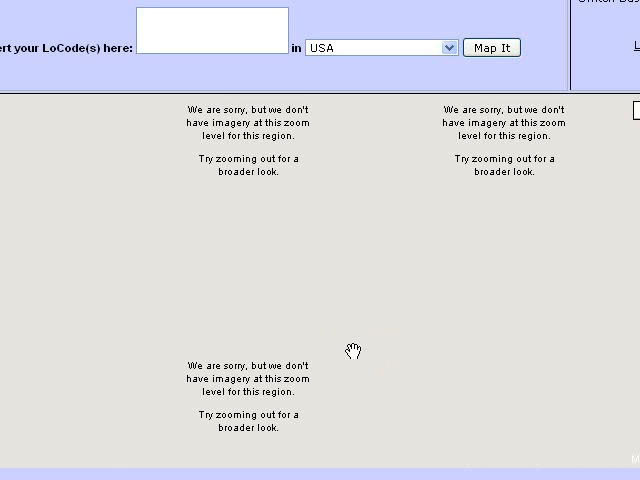 ert your LoCode(s) here: in USA Map It
We are sorry, but we don't
have imagery at this zoom
level for this region.
Try zooming out for a
broader look.
We are sorry, but we don't
have imagery at this zoom
level for this region.
Try zooming out for a
broader look.
We are sorry, but we don't
have imagery at this zoom
level for this region.
Try zooming out for a
broader look.